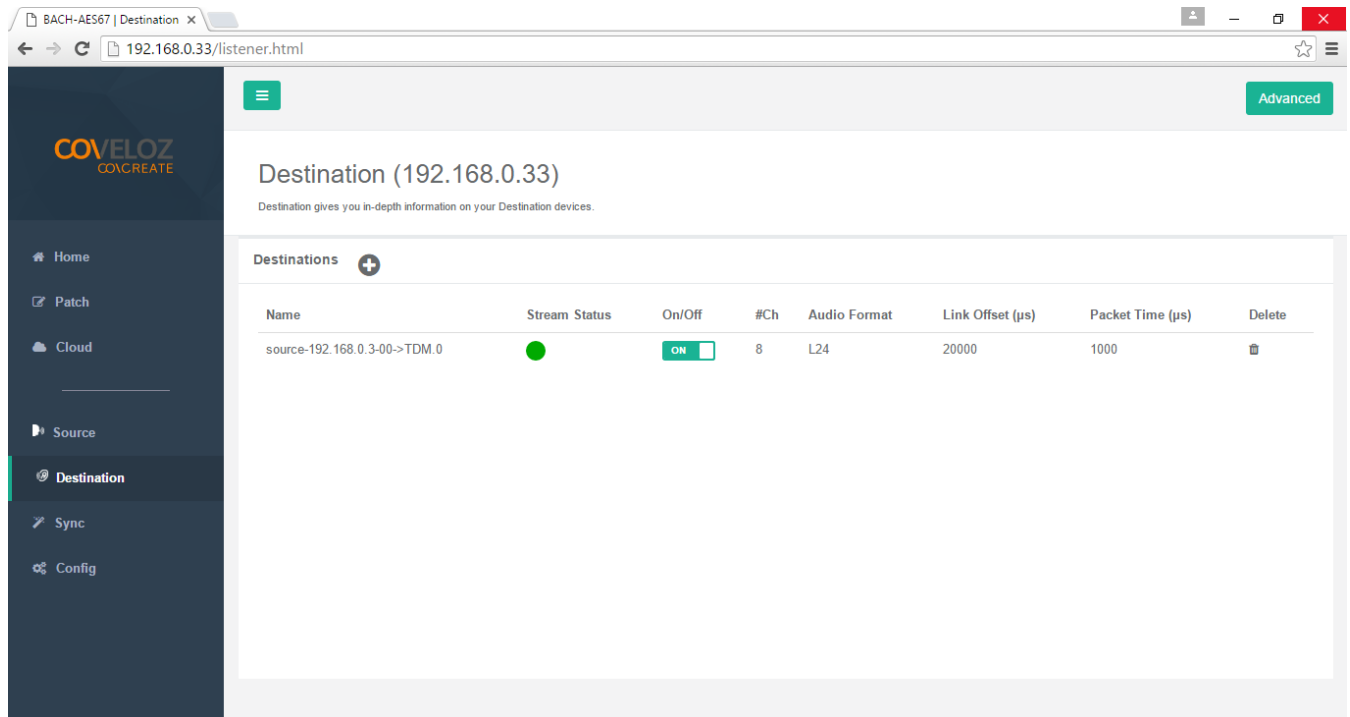 BACH-AES67 | Destination
192.168.0.33/listener.html
Advanced
COVELOZ
CO\CREATE
Destination (192.168.0.33)
Destination gives you in-depth information on your Destination devices.
Home
Patch
Cloud
Source
Destination
Sync
Config
Destinations
Name Stream Status On/Off #Ch Audio Format Link Offset (µs) Packet Time (µs) Delete
source-192.168.0.3-00->TDM.0 ON 8 L24 20000 1000